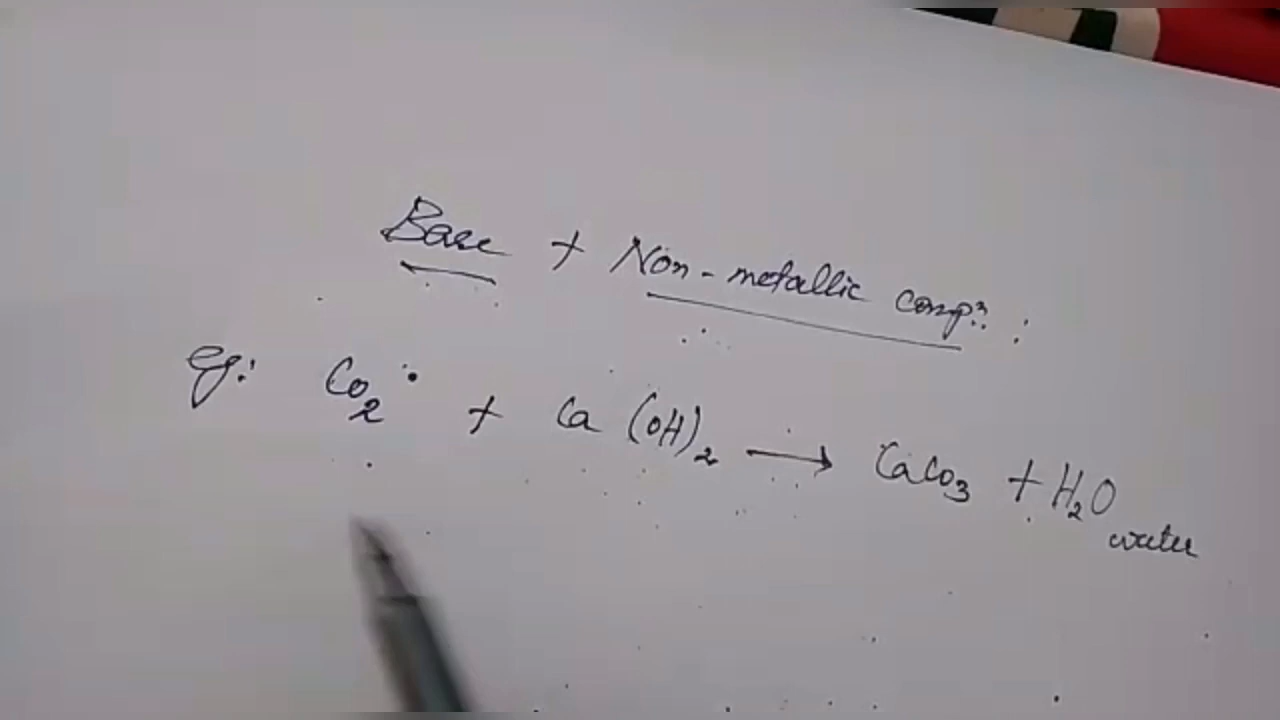 Base + Non-metallic comp?. :
eg: Co2 + Ca (OH)2 → CaCo3 + H2O
water